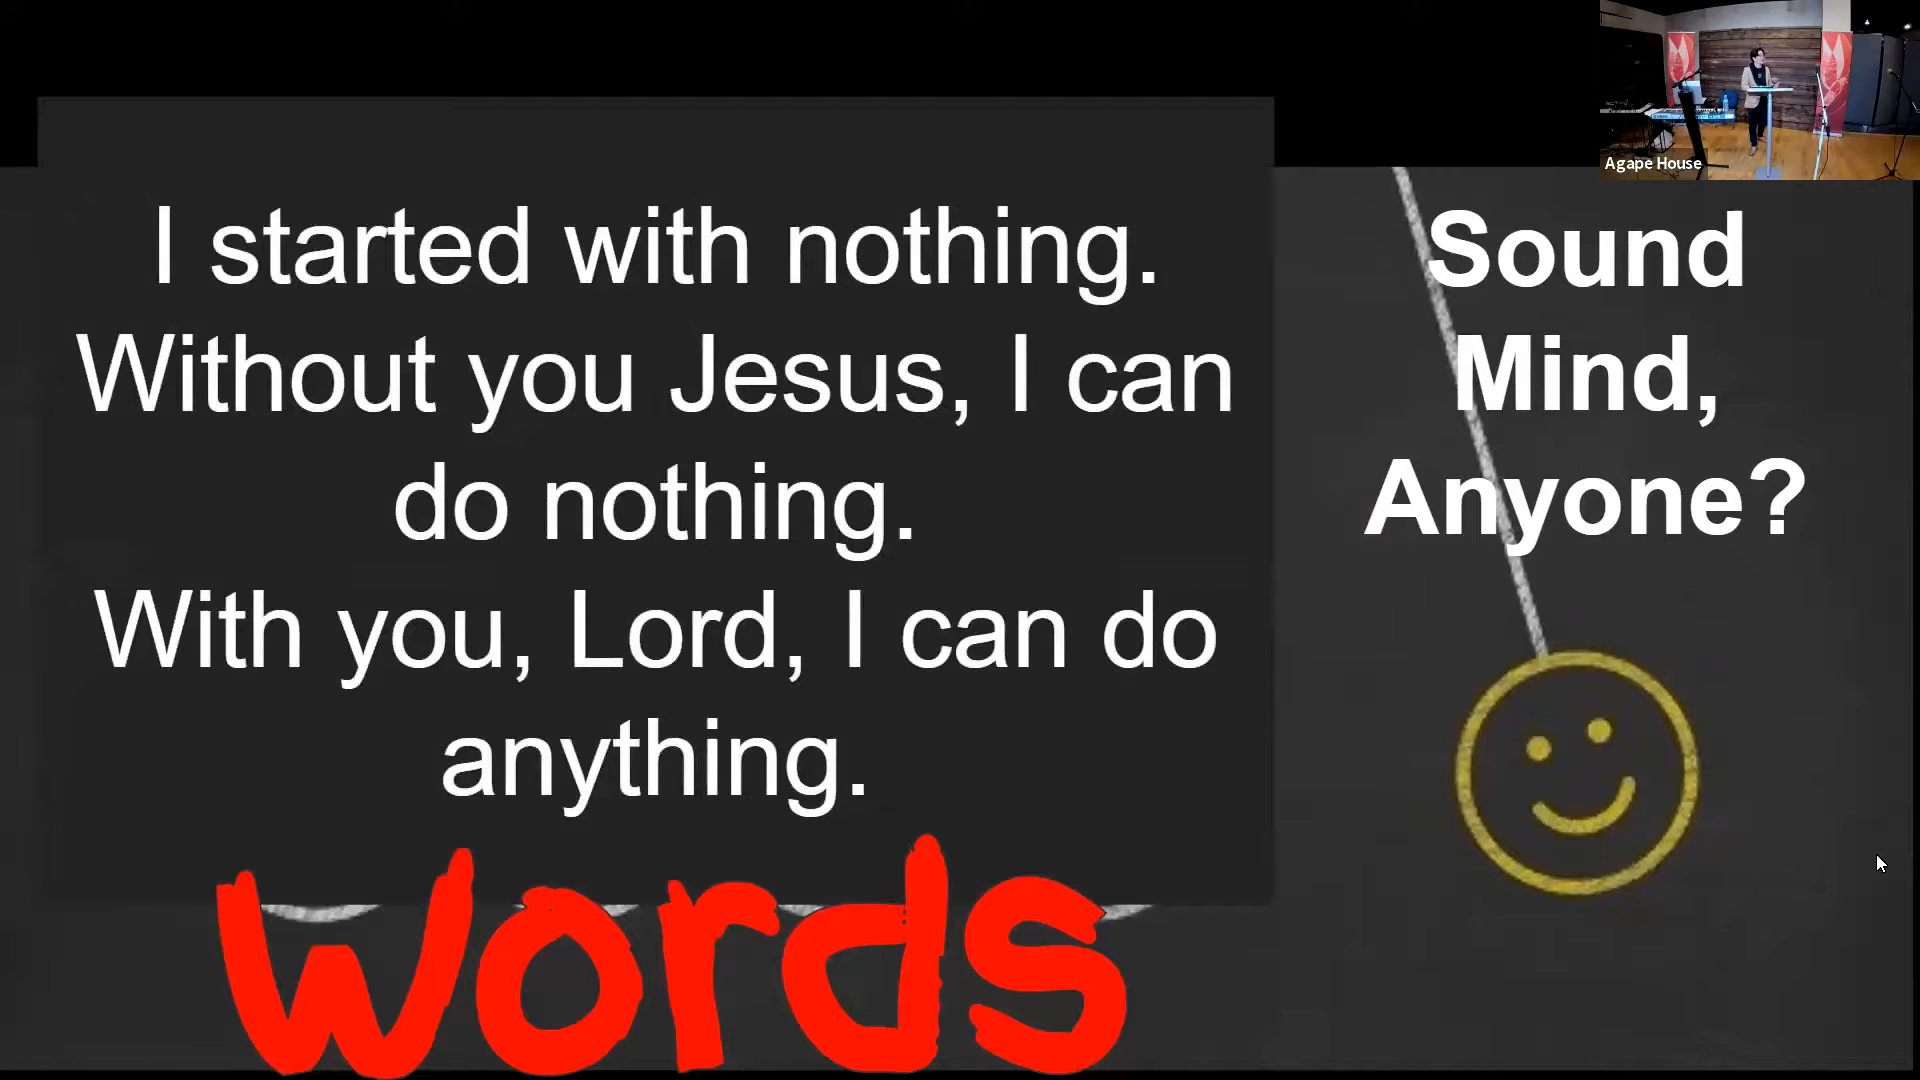 I started with nothing.
Without you Jesus, I can
do nothing.
With you, Lord, I can do
anything.
words
Sound
Mind,
Anyone?
Agape House